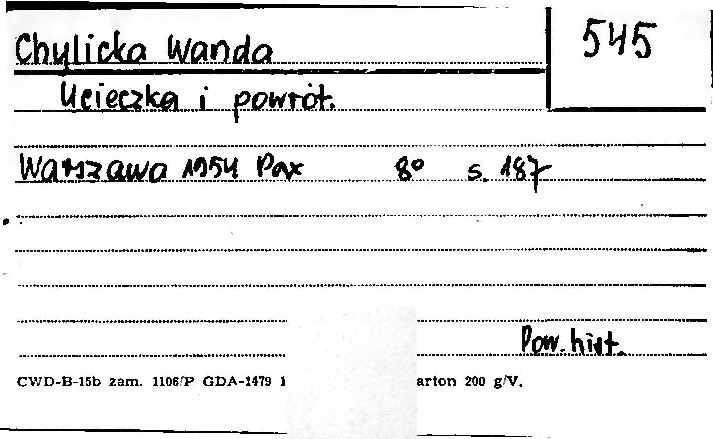 Chylicka Wanda
545
Ucieczka i powrót.
Warszawa 1954 Pax 8° s. 187
Pow. hist.
CWD-B-15b zam. 1106/P GDA-1479 arton 200 g/V.